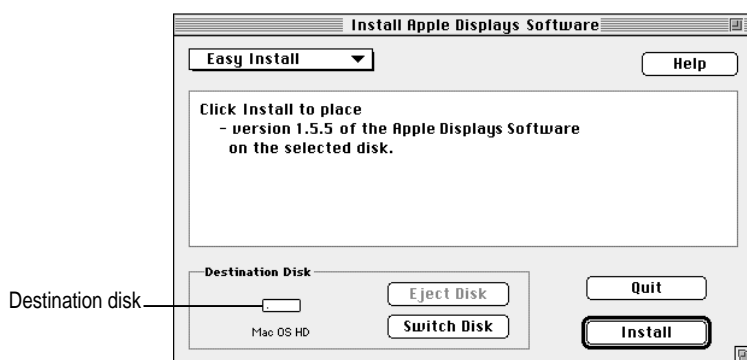 Install Apple Displays Software
Easy Install
Help
Click Install to place
- version 1.5.5 of the Apple Displays Software
on the selected disk.
Destination Disk
Destination disk
Eject Disk
Quit
Mac OS HD
Switch Disk
Install